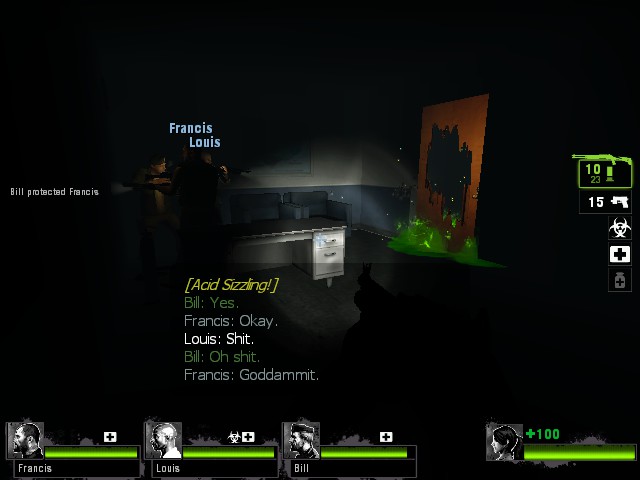 Francis
Louis
Bill protected Francis
10
23
15
[Acid Sizzling!]
Bill: Yes.
Francis: Okay.
Louis: Shit.
Bill: Oh shit.
Francis: Goddammit.
+100
Francis
Louis
Bill